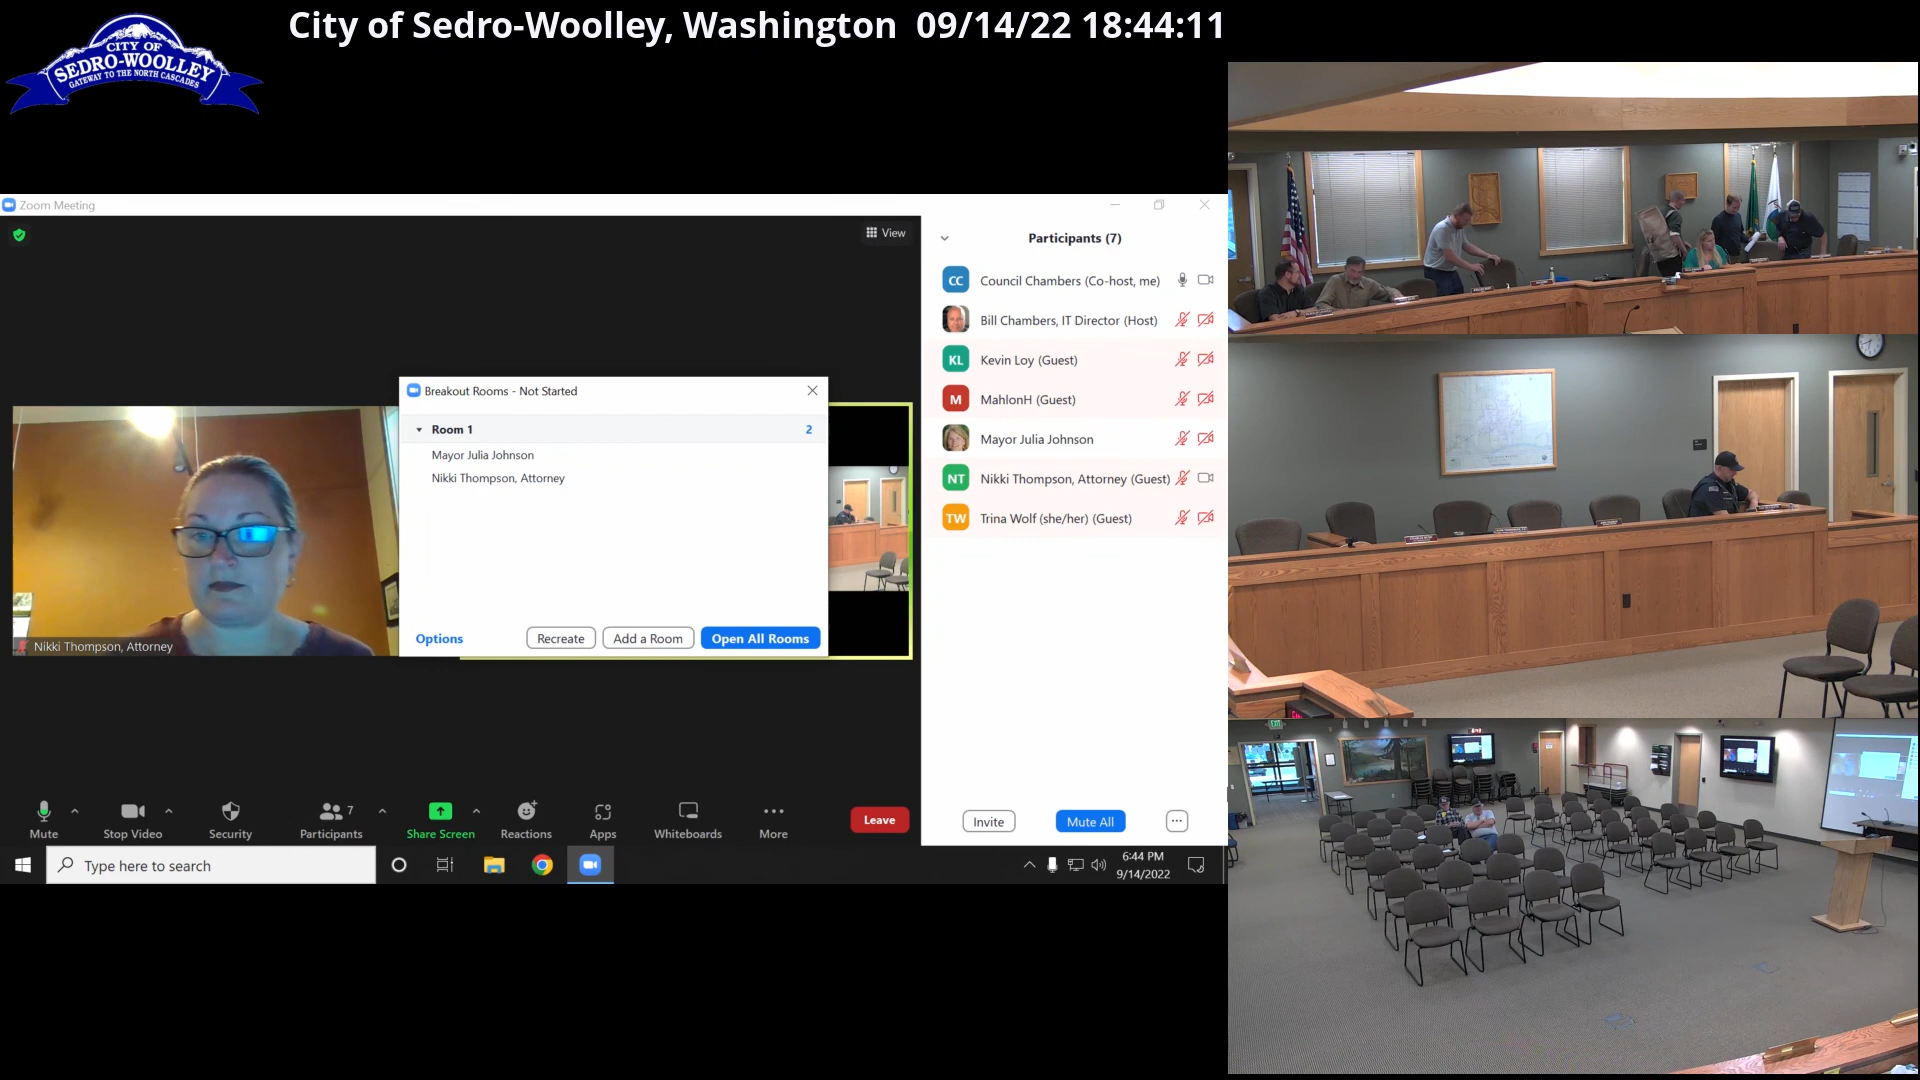 City of Sedro-Woolley, Washington 09/14/22 18:44:11
CITY OF
SEDRO-WOOLLEY
GATEWAY TO THE NORTH CASCADES
Zoom Meeting
View
Participants (7)
CC Council Chambers (Co-host, me)
Bill Chambers, IT Director (Host)
KL Kevin Loy (Guest)
M MahlonH (Guest)
Mayor Julia Johnson
NT Nikki Thompson, Attorney (Guest)
TW Trina Wolf (she/her) (Guest)
Breakout Rooms - Not Started
Room 1 2
Mayor Julia Johnson
Nikki Thompson, Attorney
Options Recreate Add a Room Open All Rooms
Nikki Thompson, Attorney
7
Mute Stop Video Security Participants Share Screen Reactions Apps Whiteboards More Leave
Invite Mute All
Type here to search
6:44 PM
9/14/2022